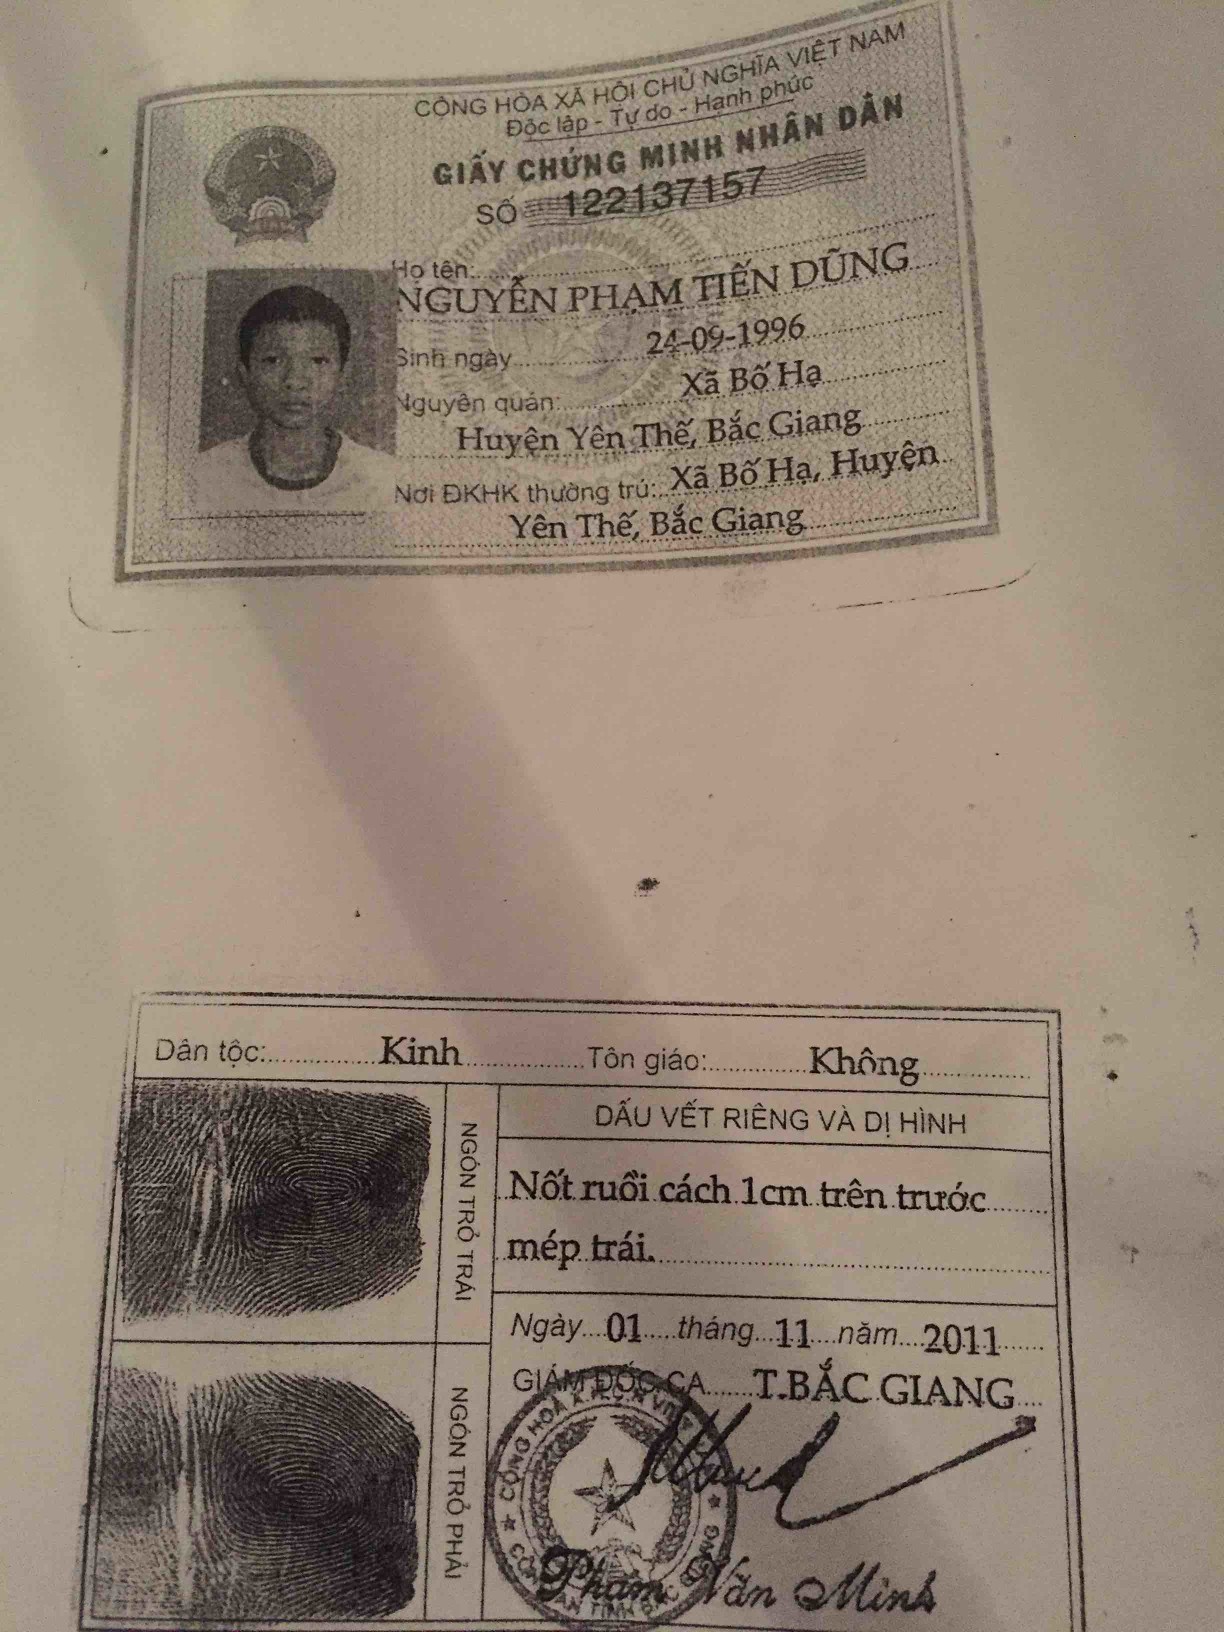 CỘNG HÒA XÃ HỘI CHỦ NGHĨA VIỆT NAM
Độc lập - Tự do - Hạnh phúc
GIẤY CHỨNG MINH NHÂN DÂN
SỐ 122137157
Họ tên:
NGUYỄN PHẠM TIẾN DŨNG
Sinh ngày 24-09-1996
Nguyên quán: Xã Bố Hạ
Huyện Yên Thế, Bắc Giang
Nơi ĐKHK thường trú: Xã Bố Hạ, Huyện
Yên Thế, Bắc Giang
Dân tộc: Kinh Tôn giáo: Không
NGÓN TRỎ TRÁI
DẤU VẾT RIÊNG VÀ DỊ HÌNH
Nốt ruồi cách 1cm trên trước
mép trái.
Ngày 01 tháng 11 năm 2011
GIÁM ĐỐC CA T.BẮC GIANG
NGÓN TRỎ PHẢI
Phạm Văn Minh